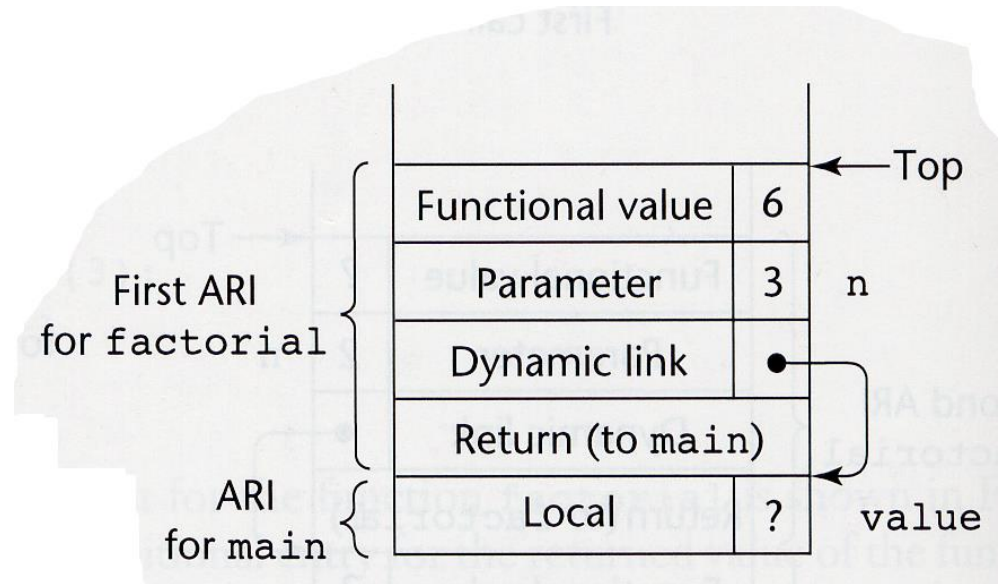 Top
Functional value 6
First ARI for factorial
Parameter 3 n
Dynamic link
Return (to main)
ARI for main
Local ? value